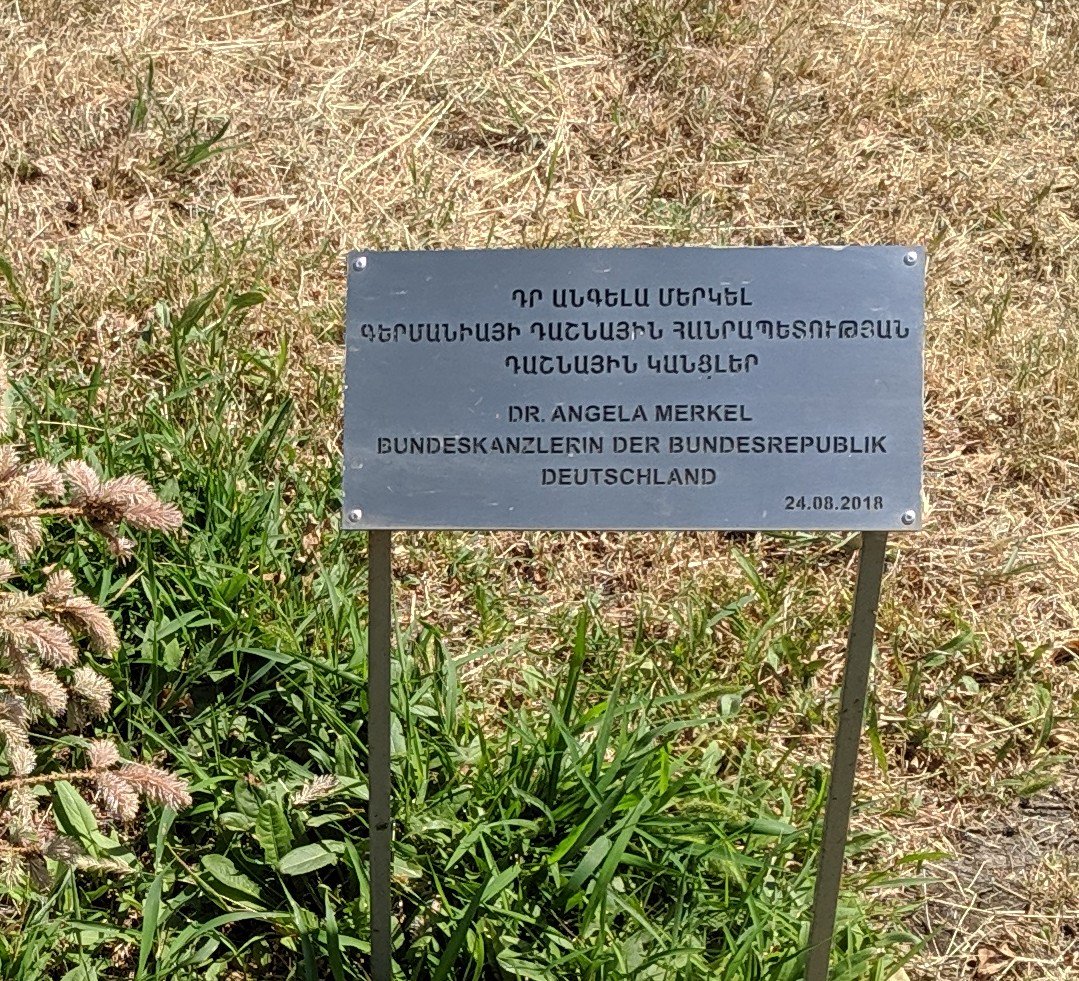 ԴՐ ԱՆԳԵԼԱ ՄԵՐԿԵԼ
ԳԵՐՄԱՆԻԱՅԻ ԴԱՇՆԱՅԻՆ ՀԱՆՐԱՊԵՏՈՒԹՅԱՆ
ԴԱՇՆԱՅԻՆ ԿԱՆՑԼԵՐ
DR. ANGELA MERKEL
BUNDESKANZLERIN DER BUNDESREPUBLIK
DEUTSCHLAND
24.08.2018